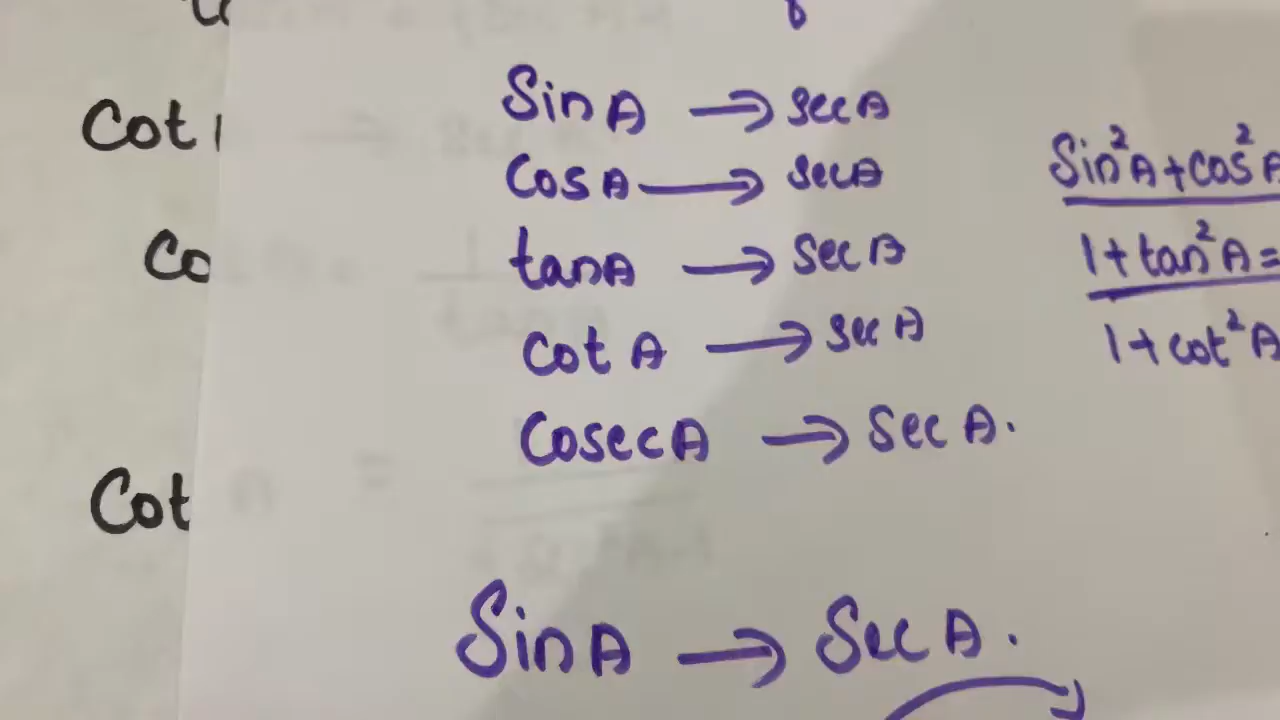 Cot
Co
Cot
Sin A → sec A
Cos A → sec A
tan A → sec A
Cot A → sec A
Cosec A → sec A.
Sin²A + cos²A
1 + tan²A =
1 + cot²A
Sin A → Sec A.